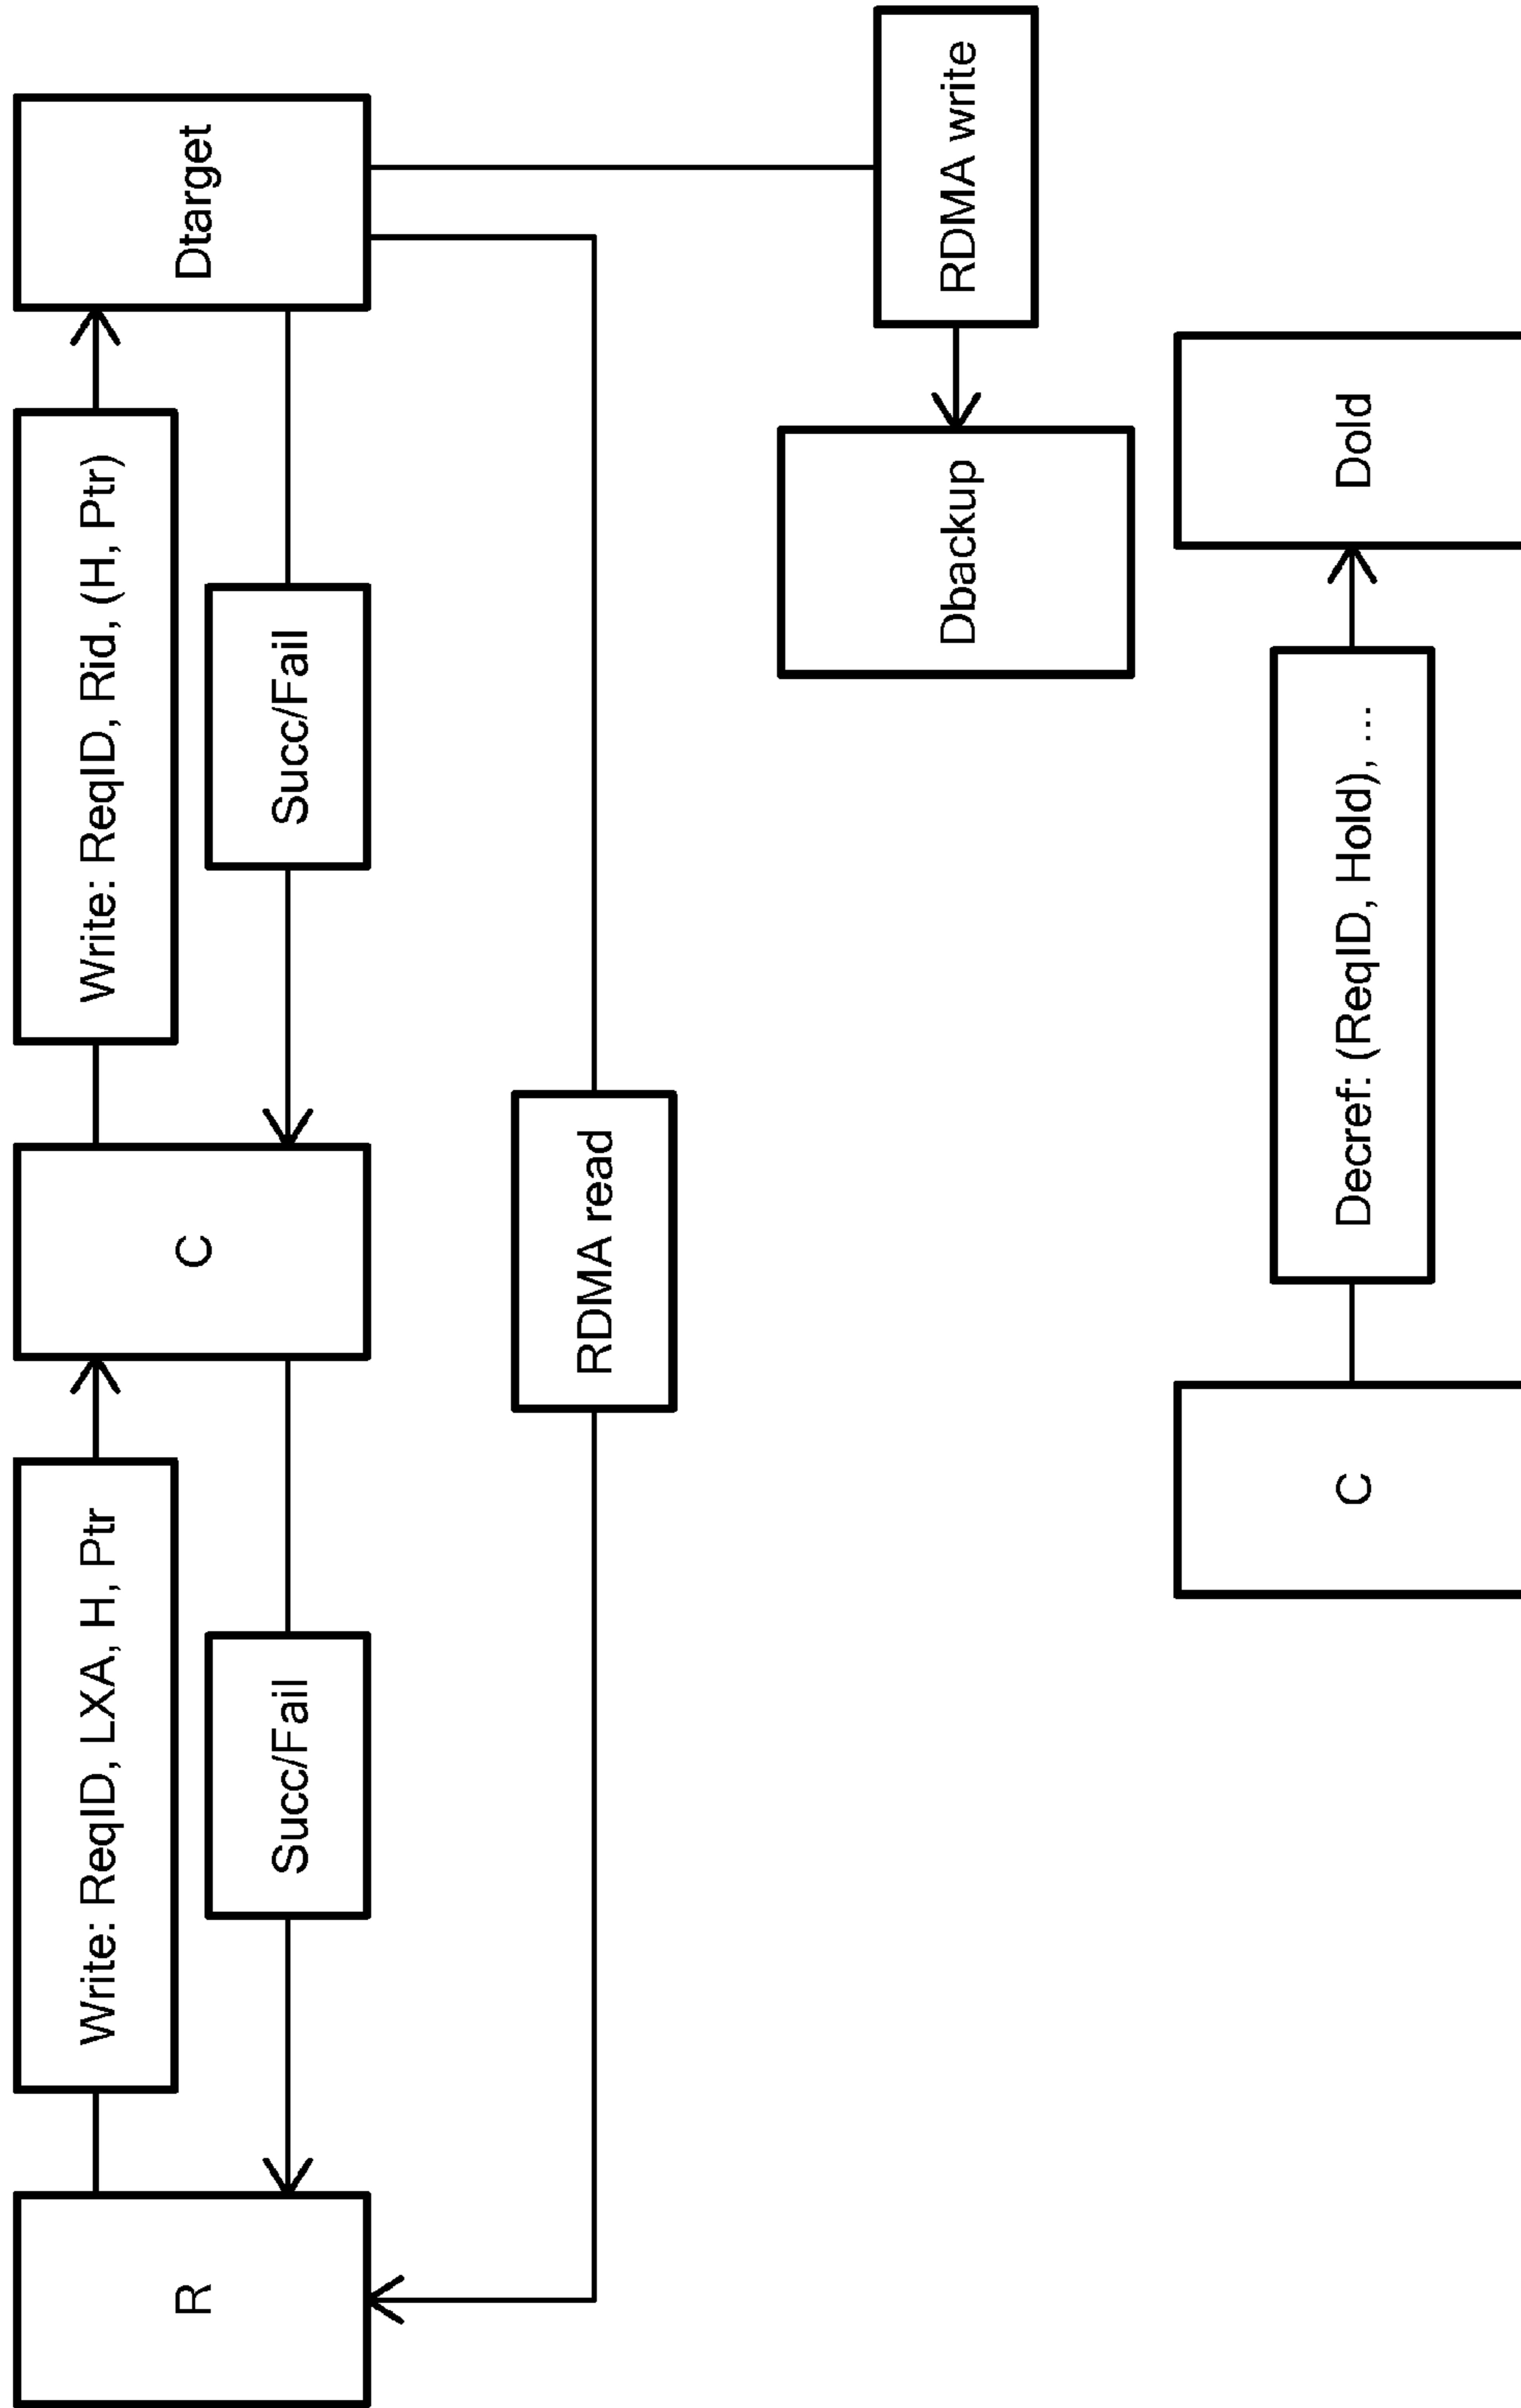 R
Write: ReqID, LXA, H, Ptr
C
Write: ReqID, Rid, (H, Ptr)
Dtarget
Succ/Fail
Succ/Fail
RDMA read
Dbackup
RDMA write
C
Decref: (ReqID, Hold), ...
Dold